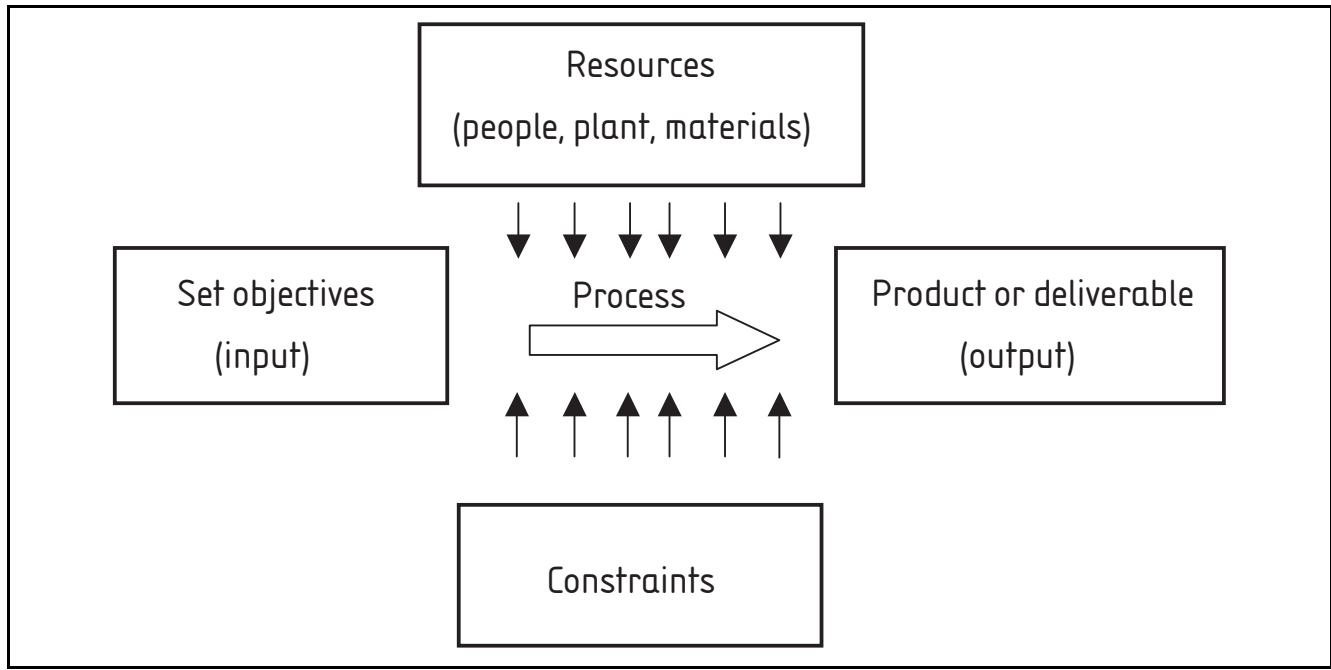 Resources
(people, plant, materials)
Set objectives
(input)
Process
Product or deliverable
(output)
Constraints